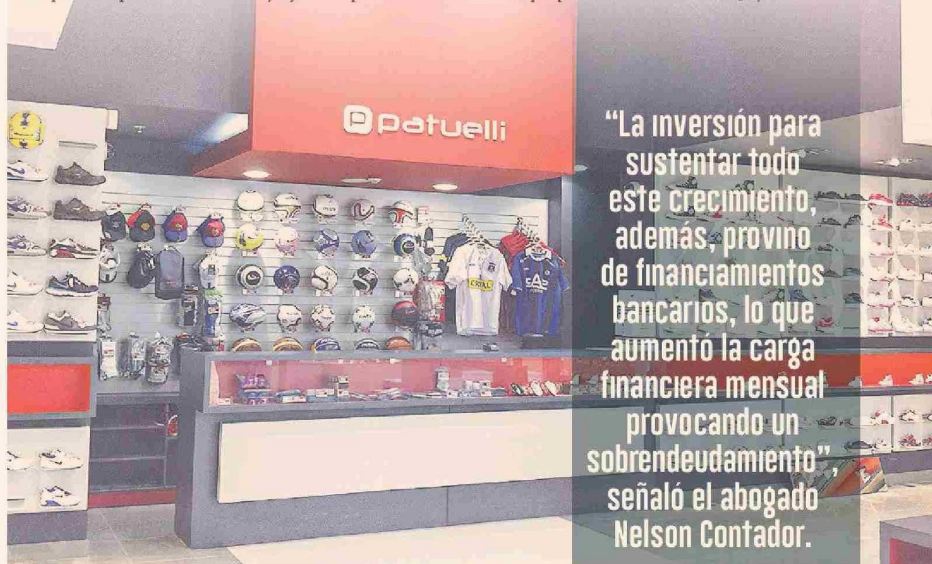 patuelli
“La inversión para
sustentar todo
este crecimiento,
además, provino
de financiamientos
bancarios, lo que
aumentó la carga
financiera mensual
provocando un
sobrendeudamiento”,
señaló el abogado
Nelson Contador.